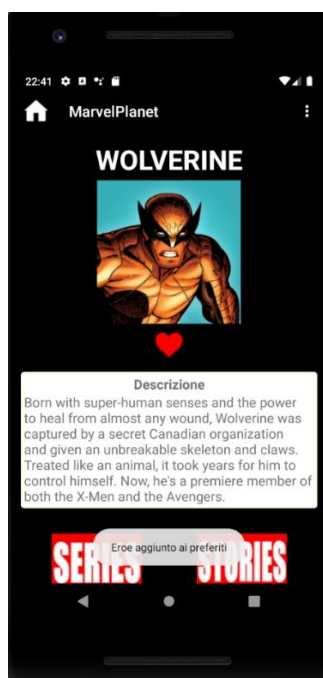 22:41
MarvelPlanet
WOLVERINE
Descrizione
Born with super-human senses and the power
to heal from almost any wound, Wolverine was
captured by a secret Canadian organization
and given an unbreakable skeleton and claws.
Treated like an animal, it took years for him to
control himself. Now, he's a premiere member of
both the X-Men and the Avengers.
SERIES
STORIES
Eroe aggiunto ai preferiti